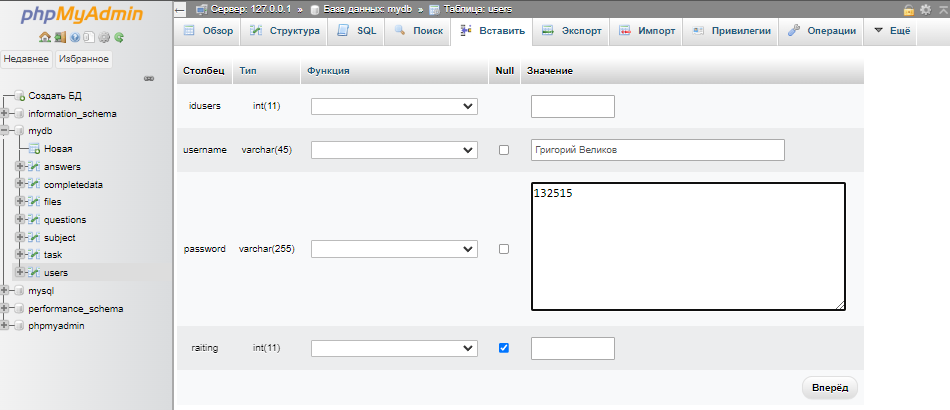 phpMyAdmin
Недавнее Избранное
Создать БД
information_schema
mydb
Новая
answers
completedata
files
questions
subject
task
users
mysql
performance_schema
phpmyadmin
Сервер: 127.0.0.1 » База данных: mydb » Таблица: users
Обзор Структура SQL Поиск Вставить Экспорт Импорт Привилегии Операции Ещё
Столбец Тип Функция Null Значение
idusers int(11)
username varchar(45) Григорий Великов
password varchar(255) 132515
raiting int(11)
Вперёд